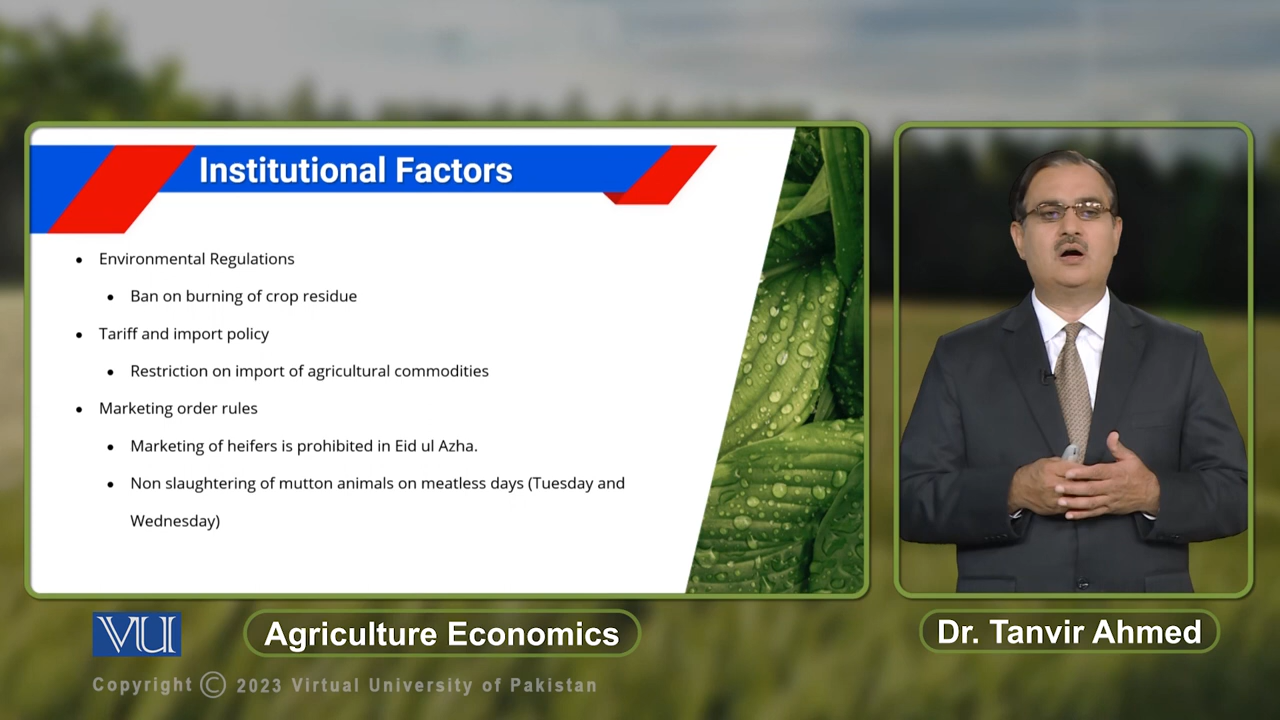 Institutional Factors
• Environmental Regulations
• Ban on burning of crop residue
• Tariff and import policy
• Restriction on import of agricultural commodities
• Marketing order rules
• Marketing of heifers is prohibited in Eid ul Azha.
• Non slaughtering of mutton animals on meatless days (Tuesday and
Wednesday)
VU
Agriculture Economics
Dr. Tanvir Ahmed
Copyright © 2023 Virtual University of Pakistan